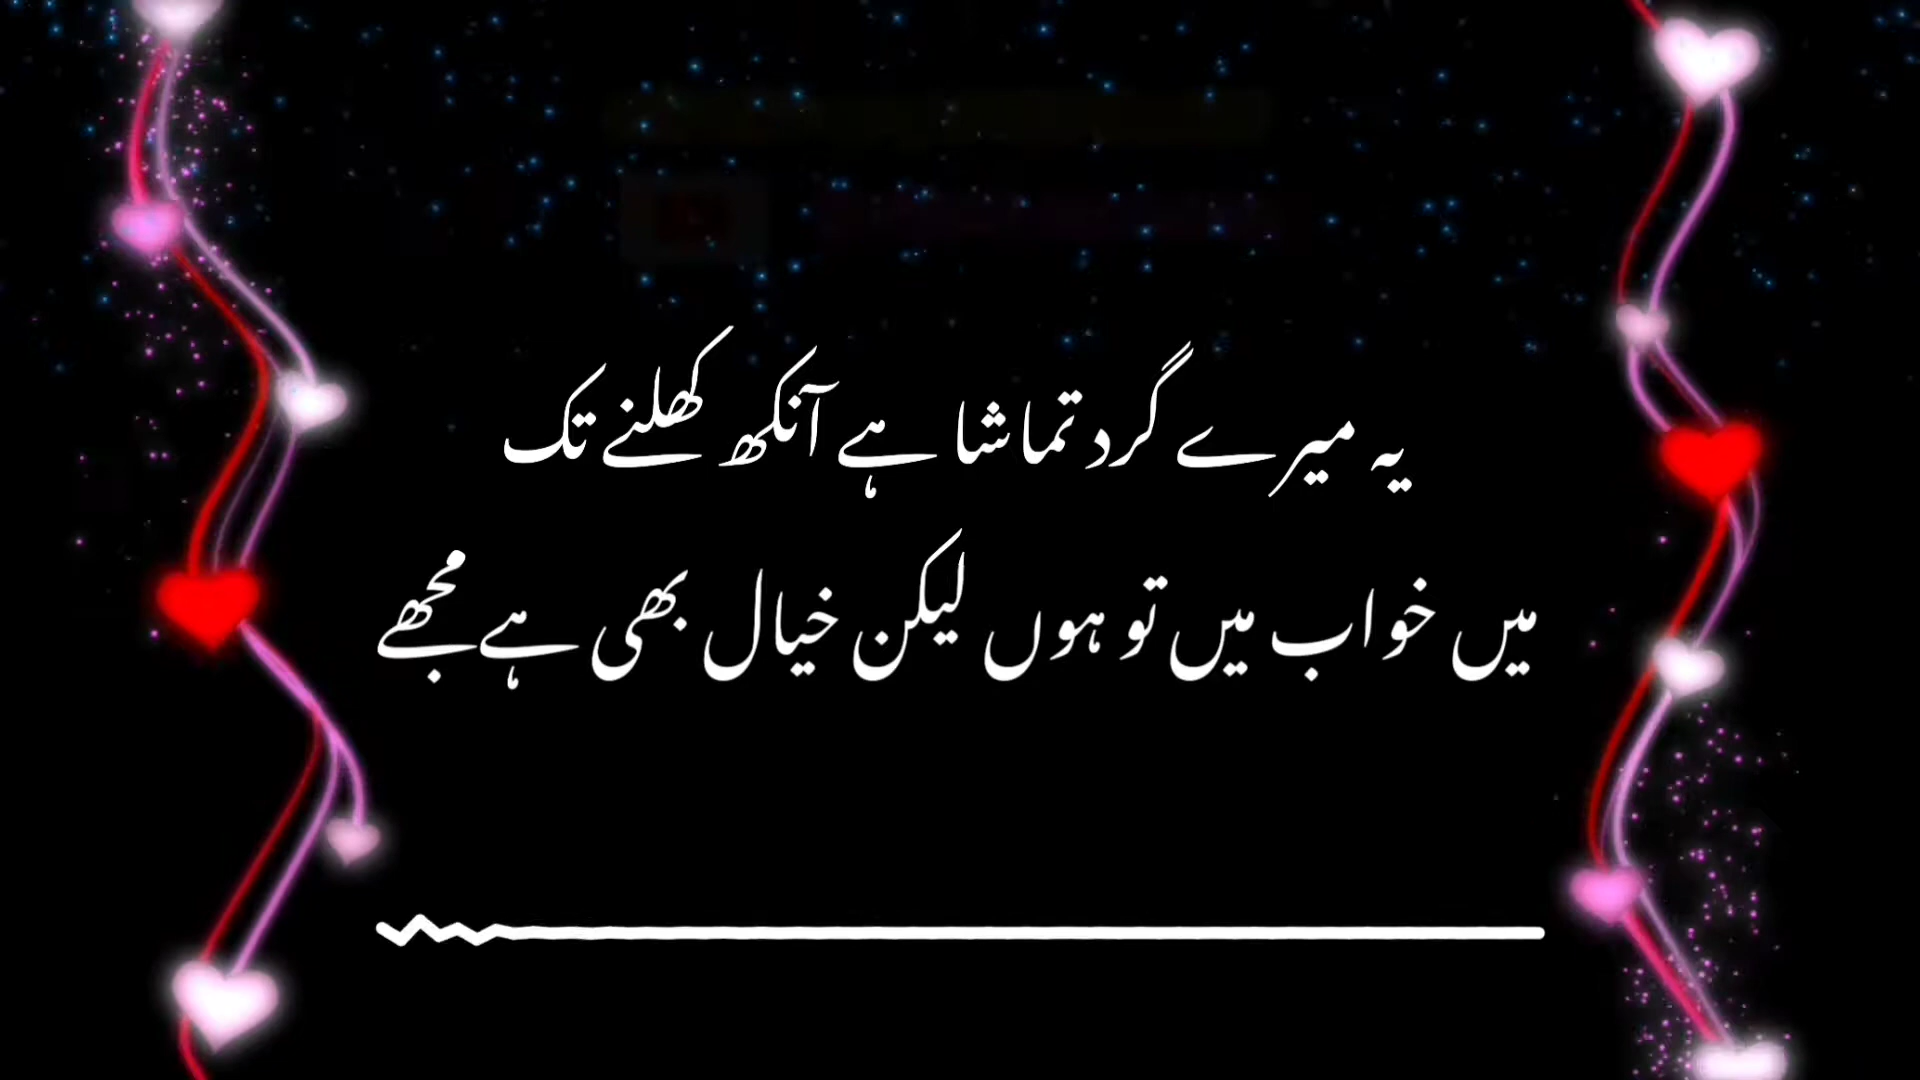 یہ میرے گرد تماشا ہے آنکھ کھلنے تک
میں خواب میں تو ہوں لیکن خیال بھی ہے مجھے